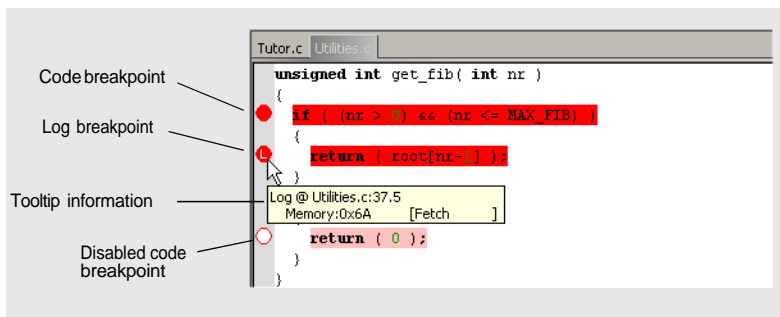 Tutor.c Utilities.c
Code breakpoint
unsigned int get_fib( int nr )
{
if ( (nr > 0) && (nr <= MAX_FIB) )
Log breakpoint
{
L return ( root[nr-1] );
}
Tooltip information
Log @ Utilities.c:37.5
Memory:0x6A [Fetch ]
Disabled code
breakpoint
return ( 0 );
}
}